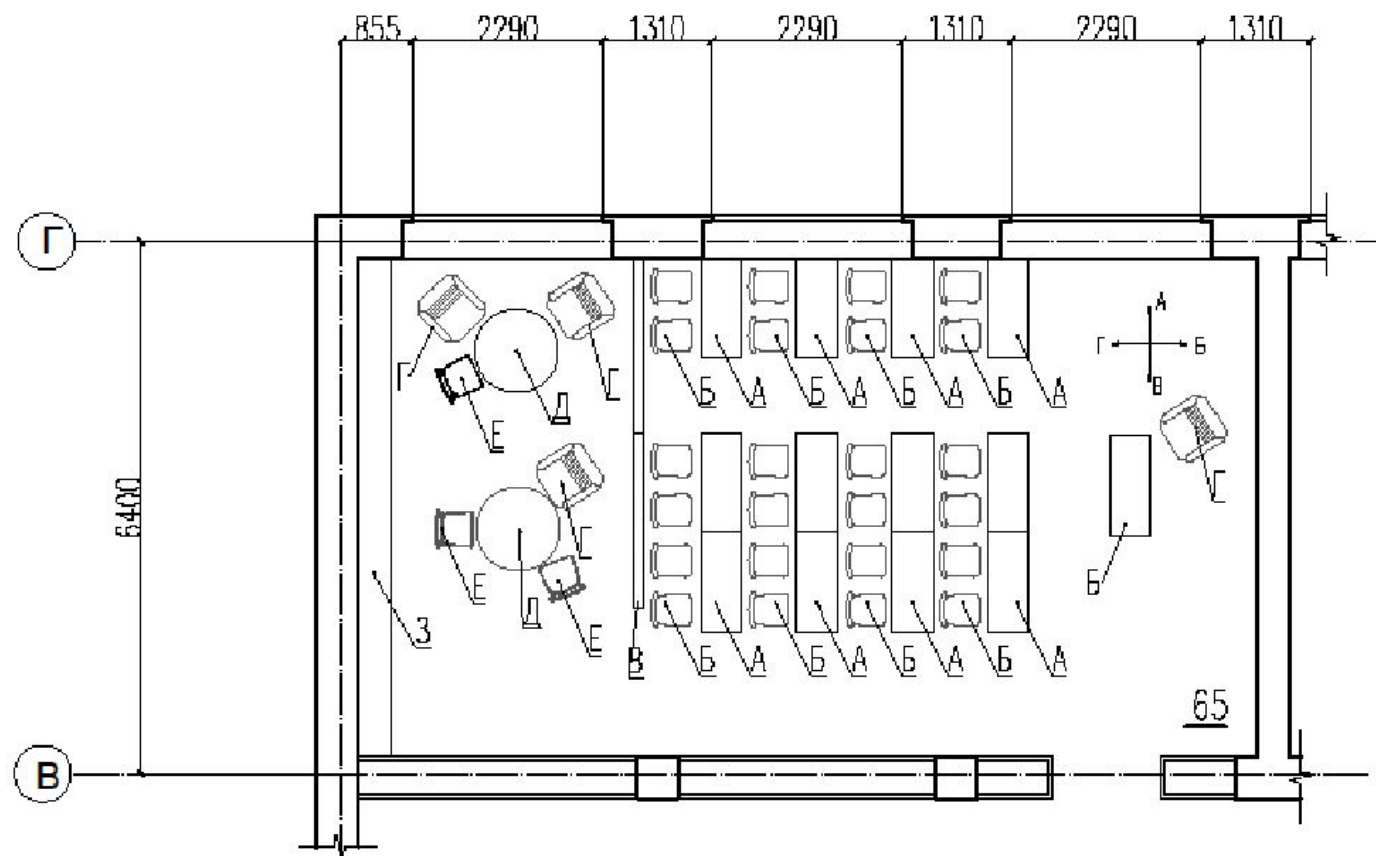 855 2290 1310 2290 1310 2290 1310
Г
А
Г Б
В
Г Г Д Б А Б А Б А Б А
Е
Г
6400
Г
Б
Е Д Е З
В Б А Б А Б А Б А
65
В